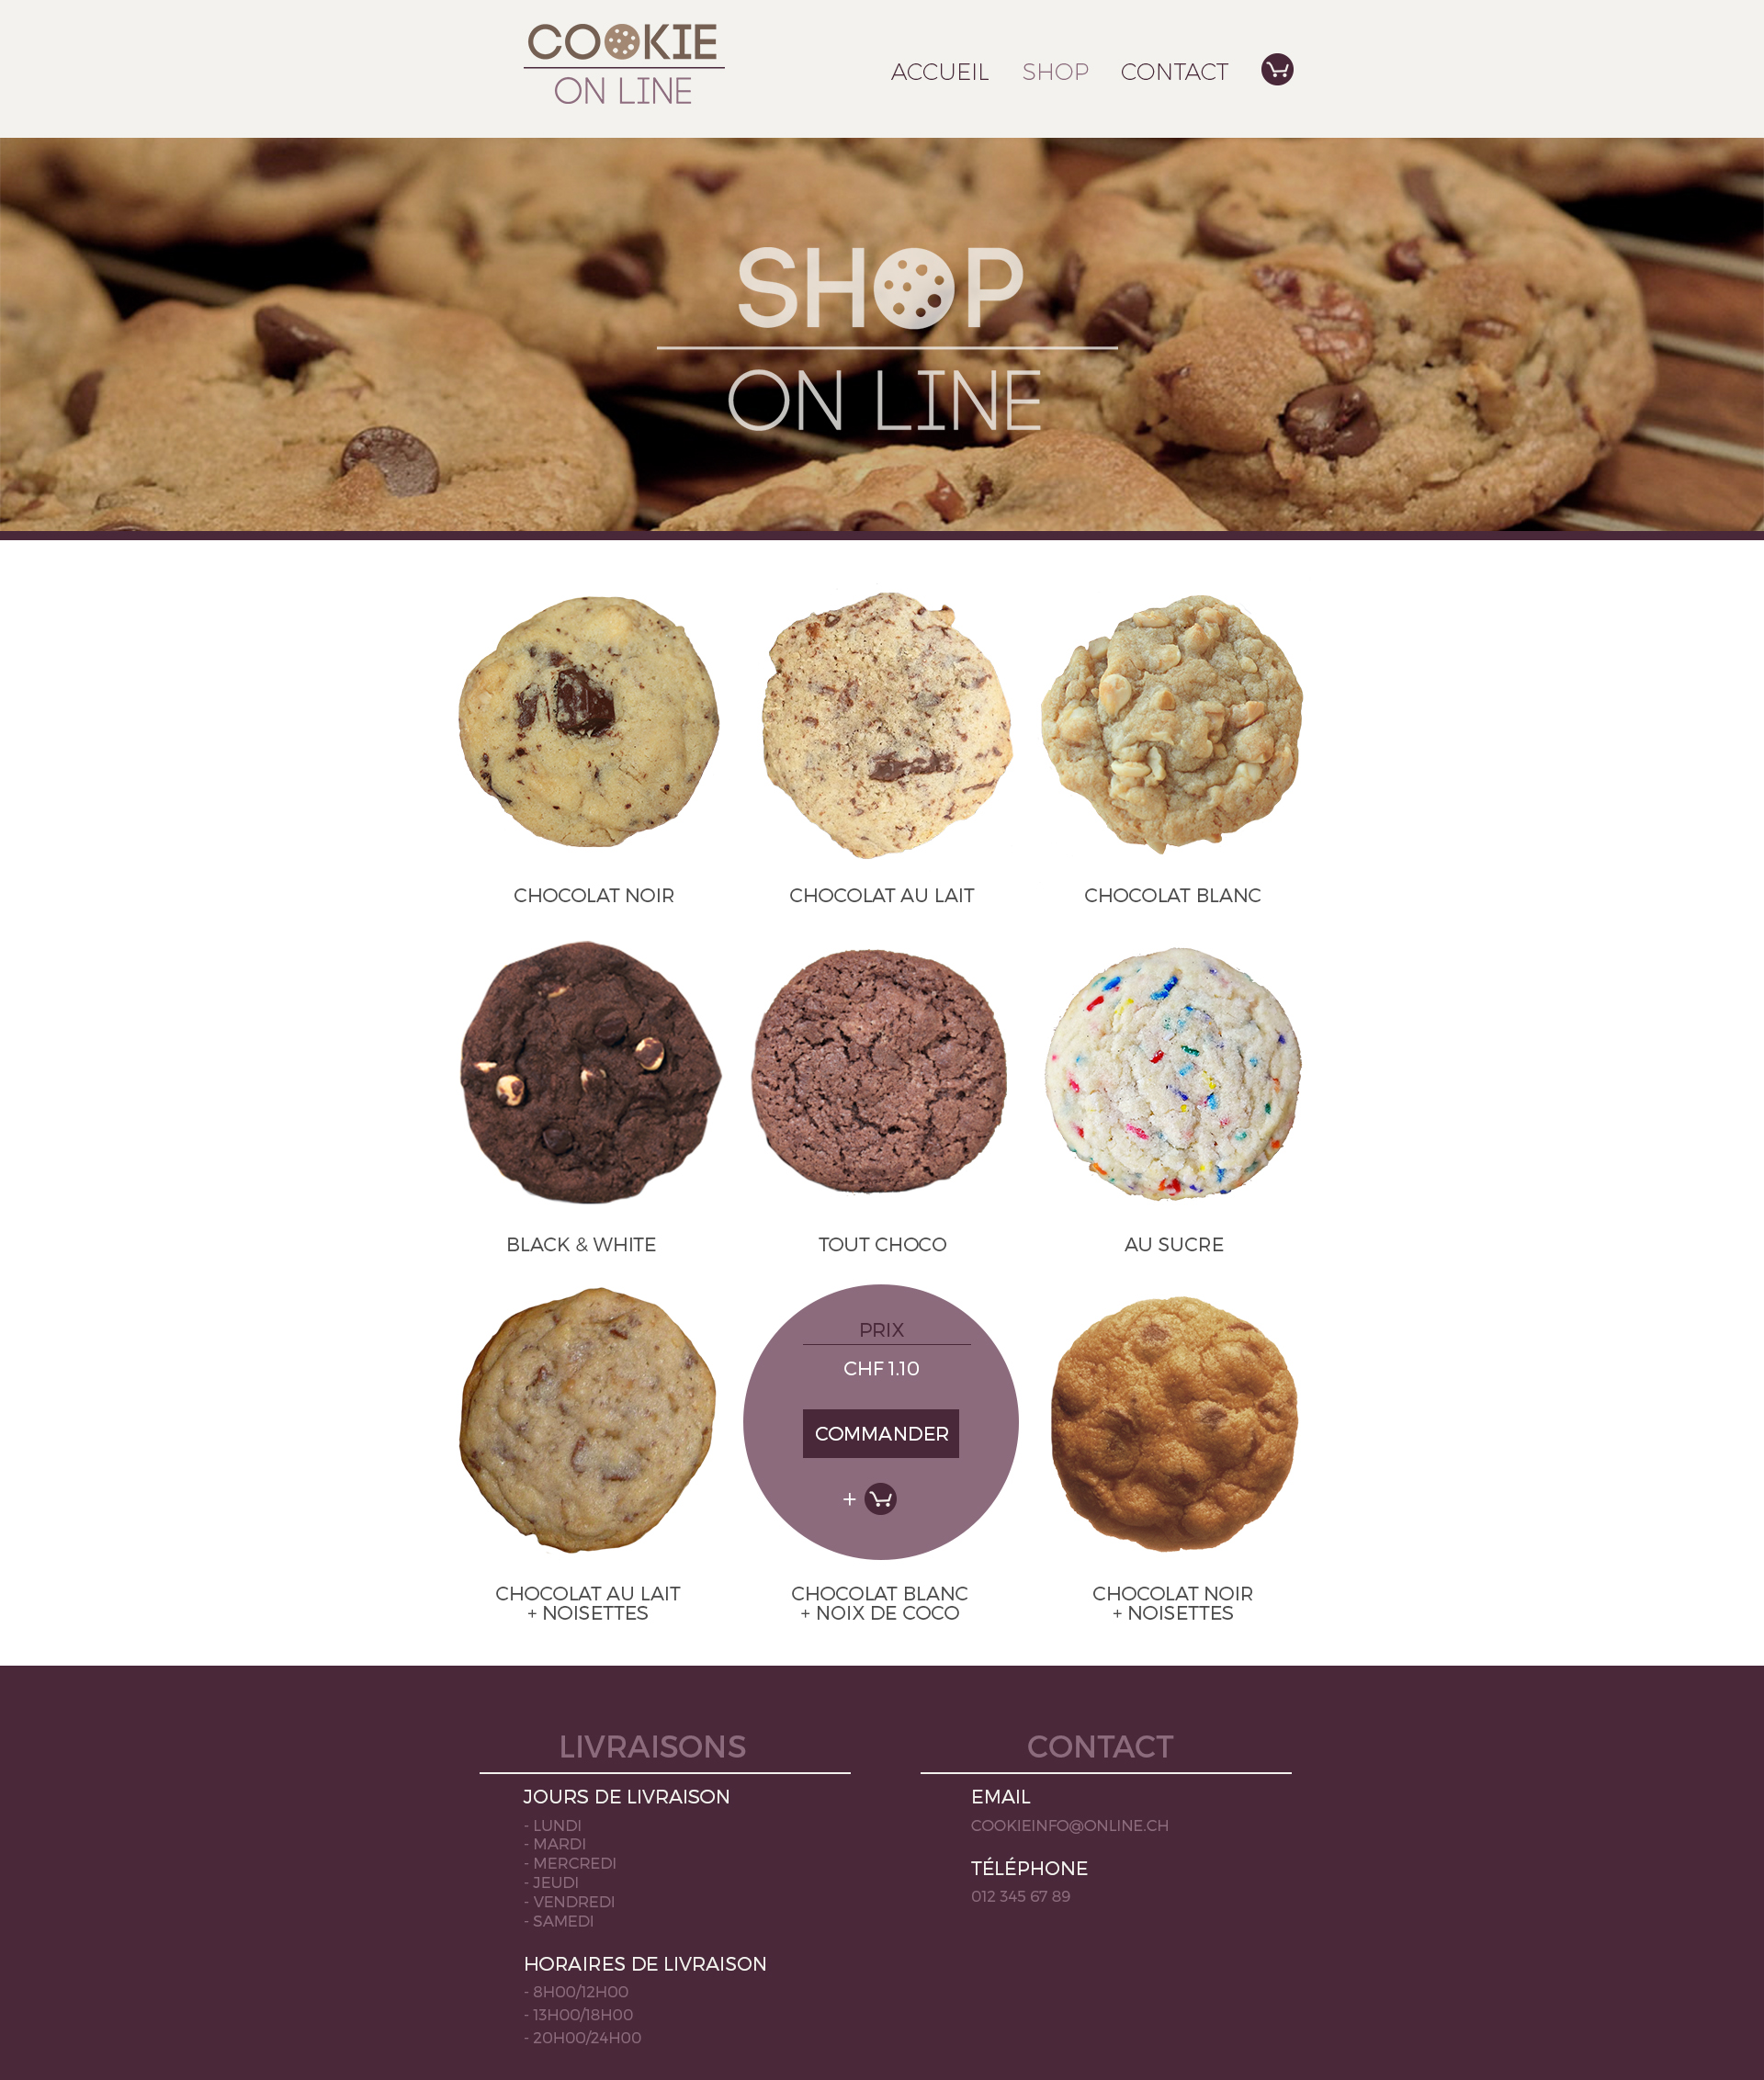 COOKIE
ON LINE
ACCUEIL SHOP CONTACT
SHOP
ON LINE
CHOCOLAT NOIR
CHOCOLAT AU LAIT
CHOCOLAT BLANC
BLACK & WHITE
TOUT CHOCO
AU SUCRE
PRIX
CHF 1.10
COMMANDER
+
CHOCOLAT AU LAIT
+ NOISETTES
CHOCOLAT BLANC
+ NOIX DE COCO
CHOCOLAT NOIR
+ NOISETTES
LIVRAISONS
JOURS DE LIVRAISON
- LUNDI
- MARDI
- MERCREDI
- JEUDI
- VENDREDI
- SAMEDI
HORAIRES DE LIVRAISON
- 8H00/12H00
- 13H00/18H00
- 20H00/24H00
CONTACT
EMAIL
COOKIEINFO@ONLINE.CH
TÉLÉPHONE
012 345 67 89